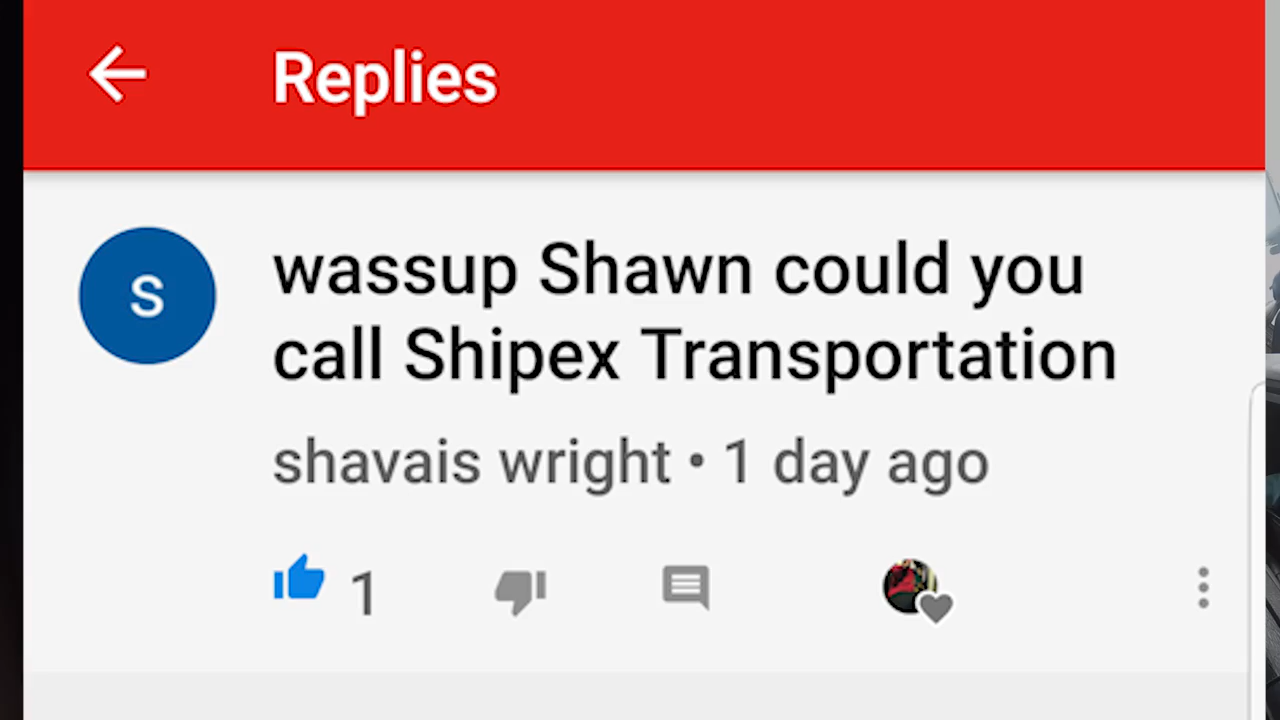 Replies
S
wassup Shawn could you
call Shipex Transportation
shavais wright • 1 day ago
1